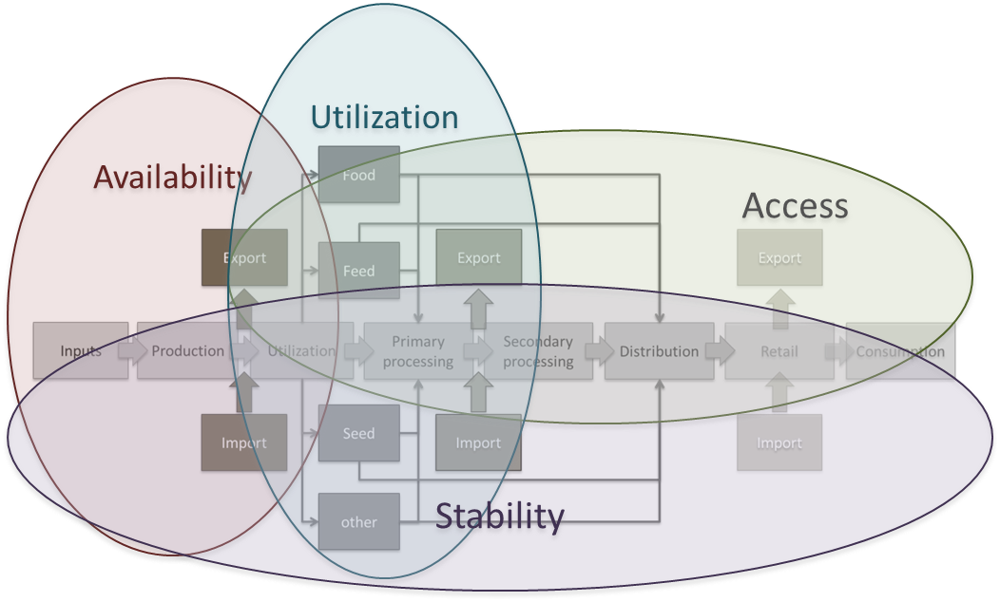 Utilization
Availability
Food
Access
Export
Feed
Export
Export
Inputs
Production
Utilization
Primary
processing
Secondary
processing
Distribution
Retail
Consumption
Import
Seed
Import
Import
other
Stability